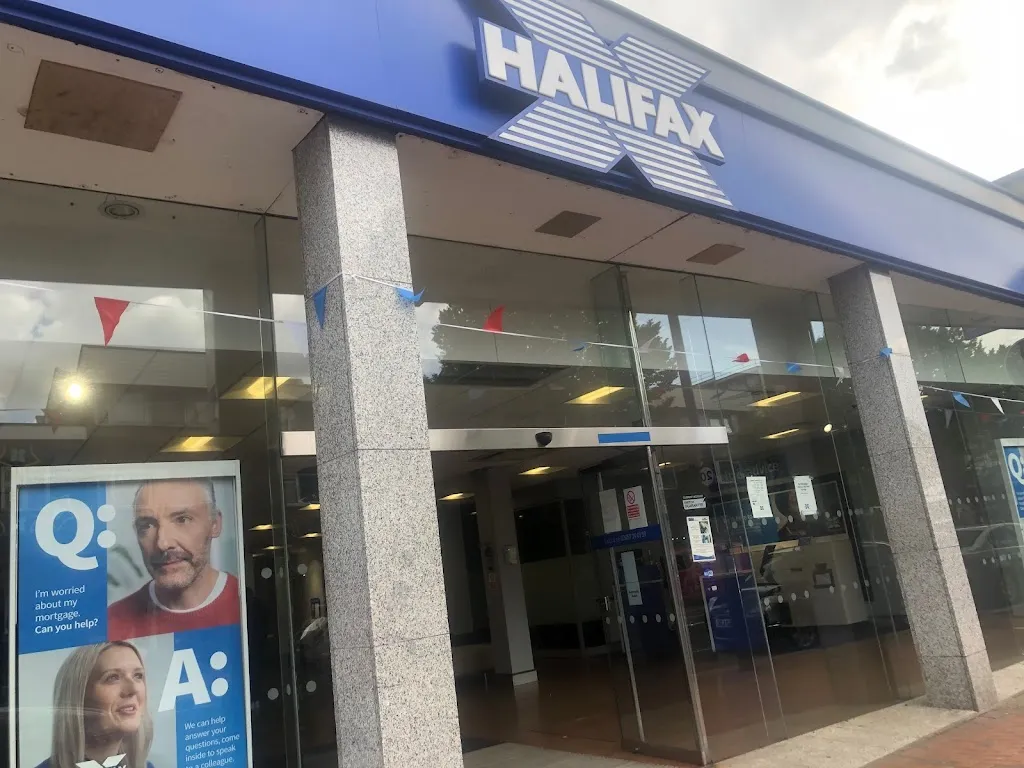 HALIFAX
Q:
I'm worried
about my
mortgage.
Can you help?
A:
We can help
answer your
questions, come
inside to speak
to a colleague.